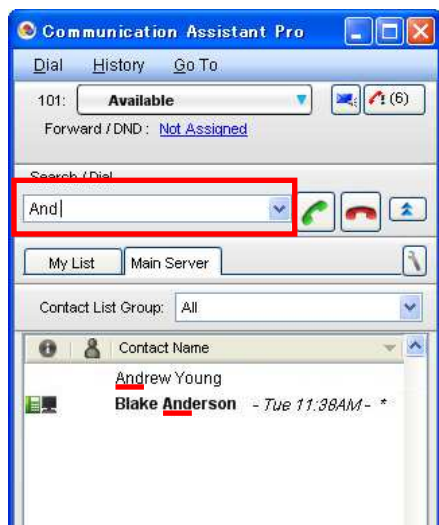 Communication Assistant Pro
Dial History Go To
101: Available (6)
Forward / DND : Not Assigned
Search / Dial
And
My List Main Server
Contact List Group: All
Contact Name
Andrew Young
Blake Anderson - Tue 11:38AM - *